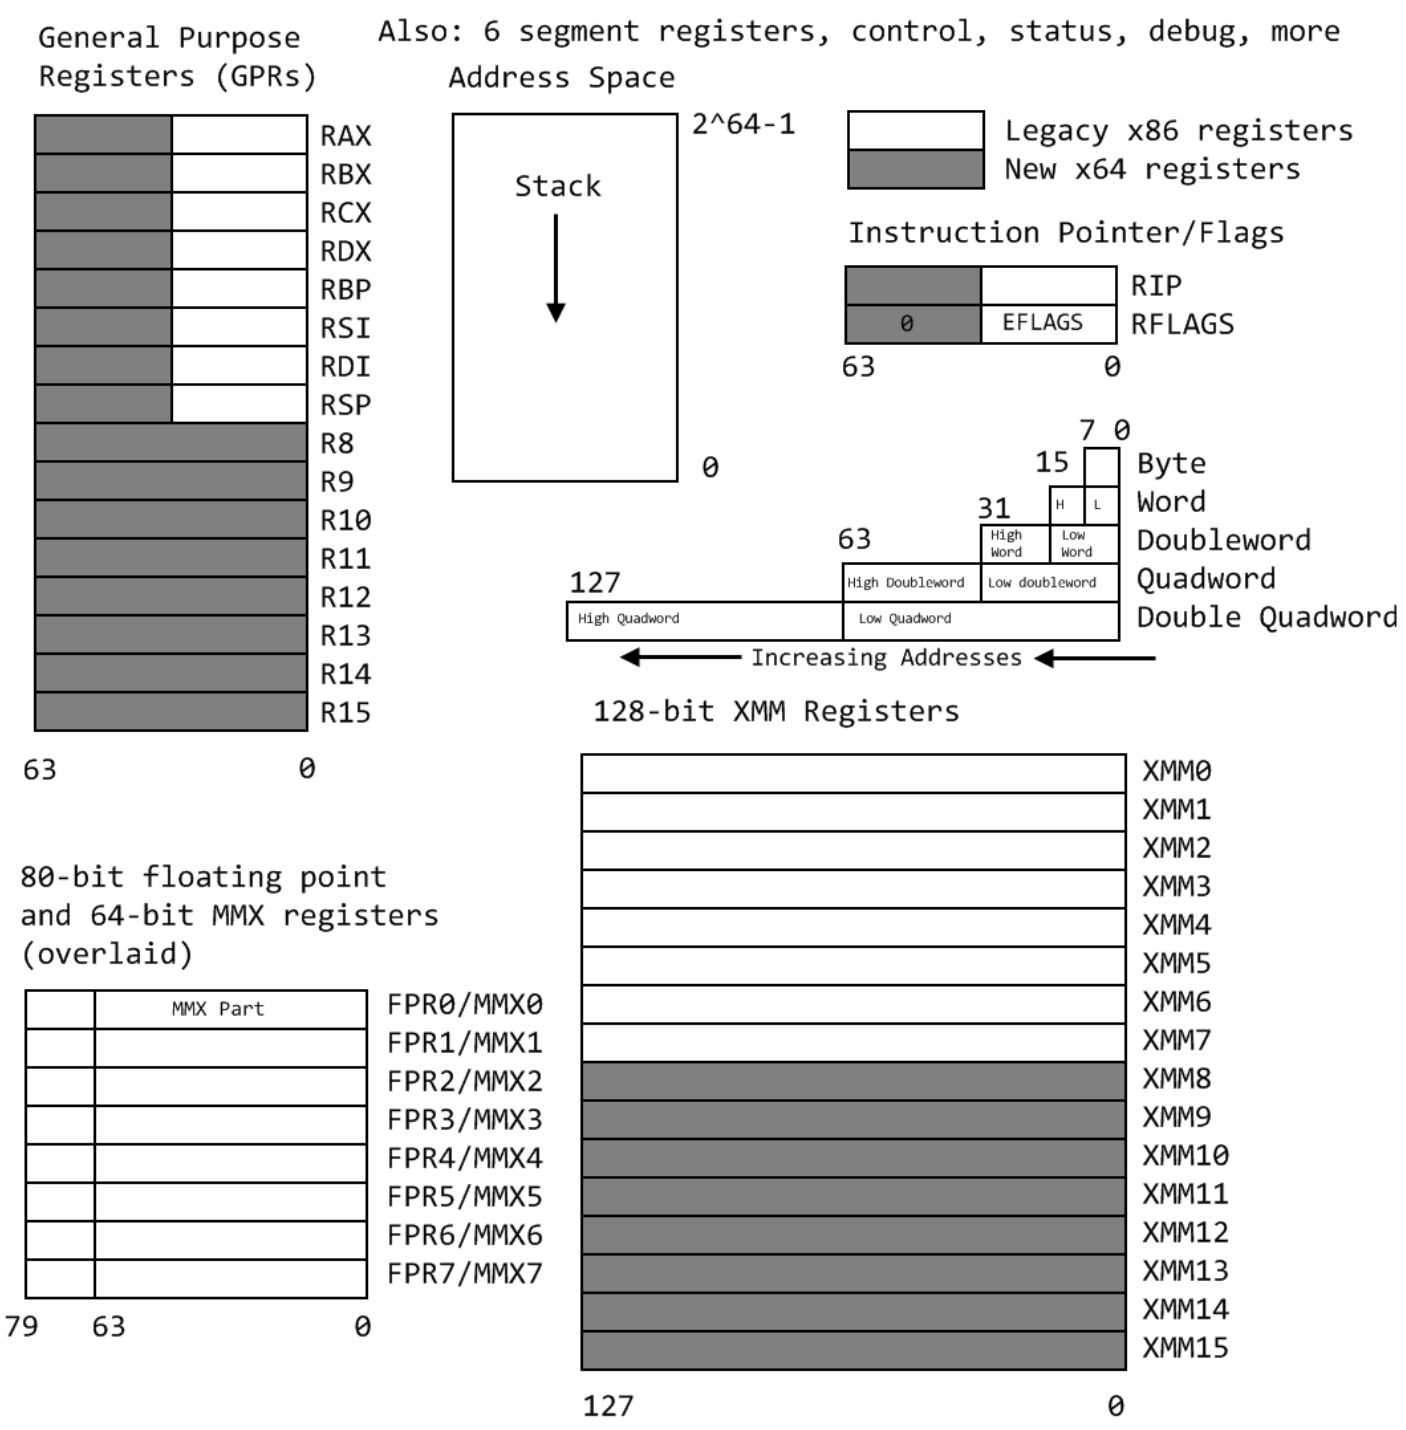 General Purpose
Registers (GPRs)
RAX
RBX
RCX
RDX
RBP
RSI
RDI
RSP
R8
R9
R10
R11
R12
R13
R14
R15
63 0
Also: 6 segment registers, control, status, debug, more
Address Space
2^64-1
Stack
0
Legacy x86 registers
New x64 registers
Instruction Pointer/Flags
RIP
0 EFLAGS RFLAGS
63 0
7 0
Byte
15 H L Word
31 High Word Low Word Doubleword
63 High Doubleword Low doubleword Quadword
127 High Quadword Low Quadword Double Quadword
Increasing Addresses
80-bit floating point
and 64-bit MMX registers
(overlaid)
MMX Part FPR0/MMX0
FPR1/MMX1
FPR2/MMX2
FPR3/MMX3
FPR4/MMX4
FPR5/MMX5
FPR6/MMX6
FPR7/MMX7
79 63 0
128-bit XMM Registers
XMM0
XMM1
XMM2
XMM3
XMM4
XMM5
XMM6
XMM7
XMM8
XMM9
XMM10
XMM11
XMM12
XMM13
XMM14
XMM15
127 0